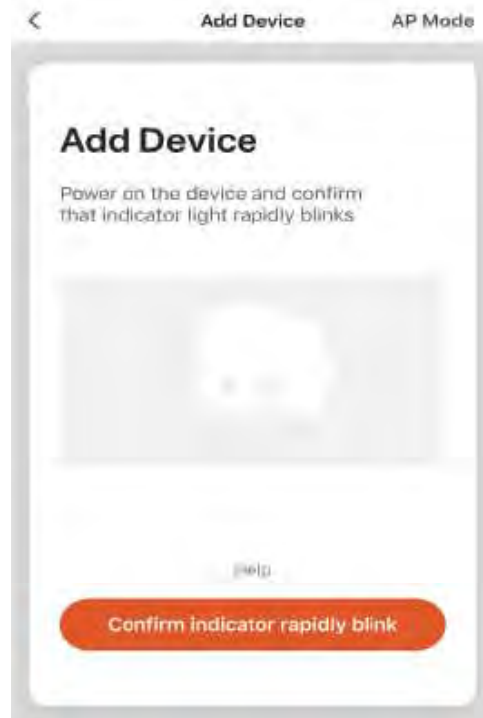 Add Device AP Mode
Add Device
Power on the device and confirm
that indicator light rapidly blinks
Help
Confirm indicator rapidly blink